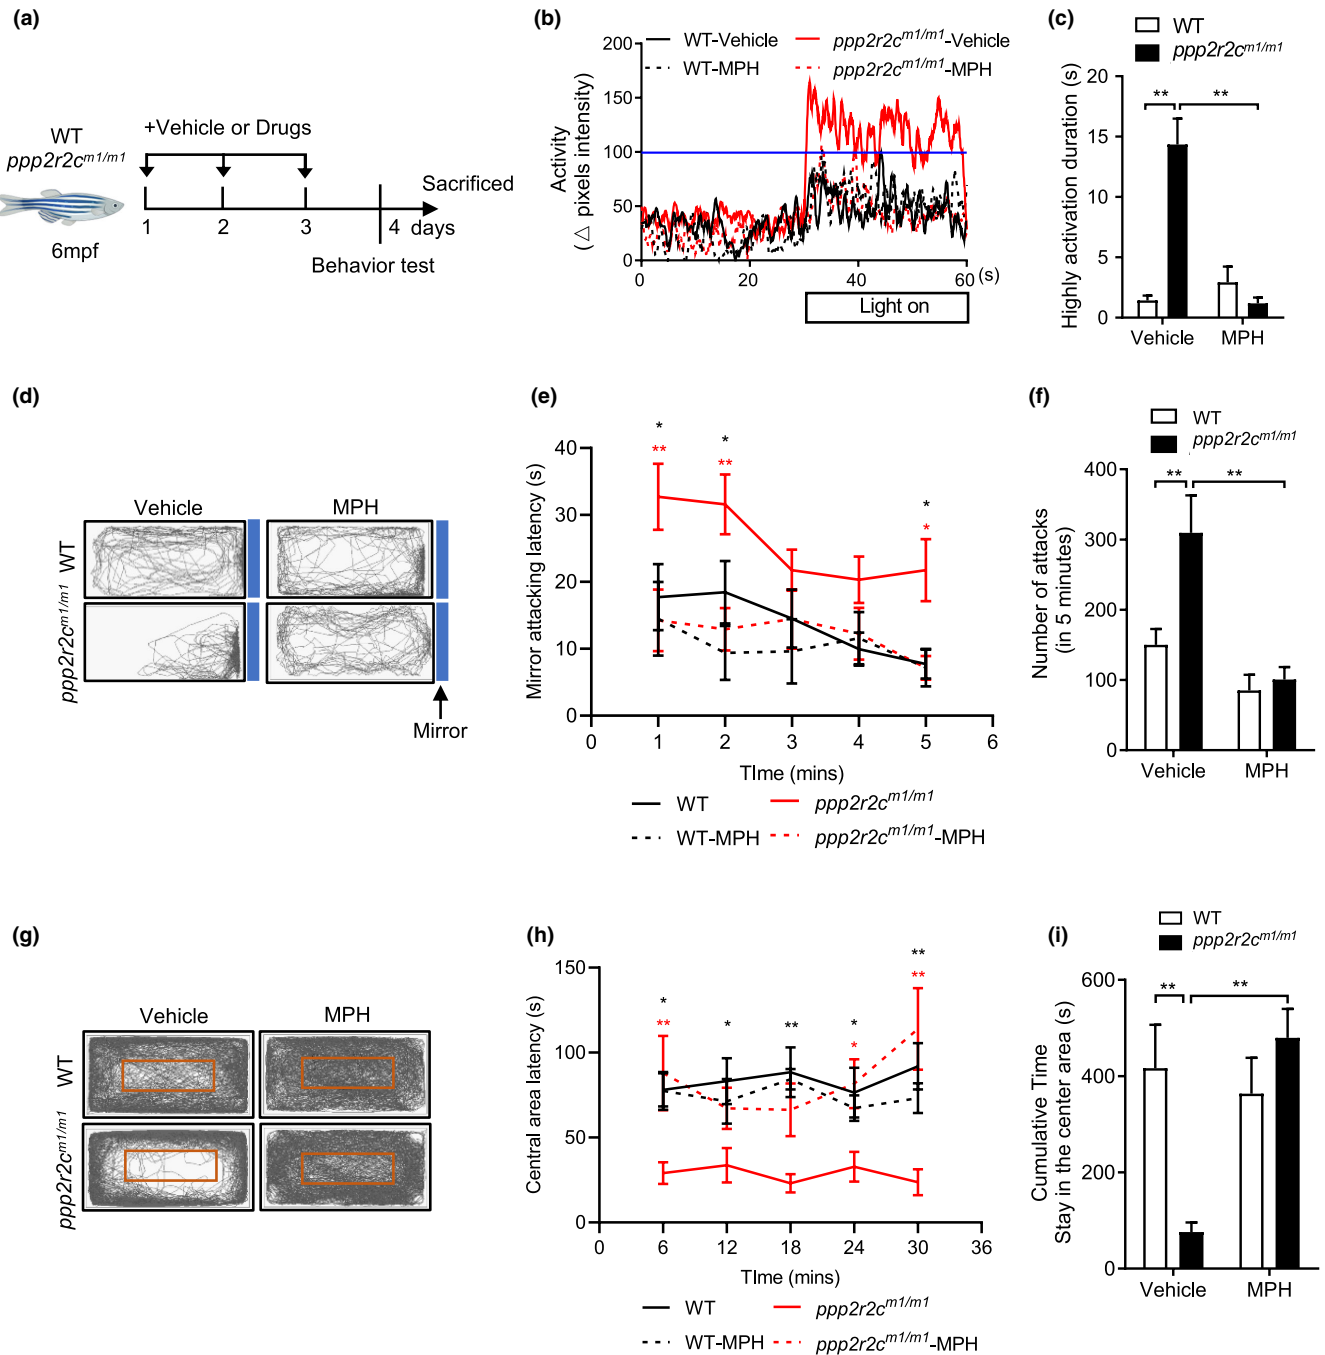 (a)
WT
ppp2r2c^m1/m1
+Vehicle or Drugs
Sacrificed
1 2 3 4 days
6mpf
Behavior test
(b)
WT-Vehicle ppp2r2c^m1/m1-Vehicle
WT-MPH ppp2r2c^m1/m1-MPH
Activity
(△ pixels intensity)
200
150
100
50
0
0 20 40 60 (s)
Light on
(c)
WT
ppp2r2c^m1/m1
Highly activation duration (s)
20
15
10
5
0
** **
Vehicle MPH
(d)
Vehicle MPH
WT
ppp2r2c^m1/m1
Mirror
(e)
Mirror attacking latency (s)
40
30
20
10
0
* * *
** ** *
0 1 2 3 4 5 6
TIme (mins)
WT ppp2r2c^m1/m1
WT-MPH ppp2r2c^m1/m1-MPH
(f)
WT
ppp2r2c^m1/m1
Number of attacks
(in 5 minutes)
400
300
200
100
0
** **
Vehicle MPH
(g)
Vehicle MPH
WT
ppp2r2c^m1/m1
(h)
Central area latency (s)
150
100
50
0
* * ** * **
** * **
0 6 12 18 24 30 36
TIme (mins)
WT ppp2r2c^m1/m1
WT-MPH ppp2r2c^m1/m1-MPH
(i)
WT
ppp2r2c^m1/m1
Cumulative Time
Stay in the center area (s)
600
400
200
0
** **
Vehicle MPH